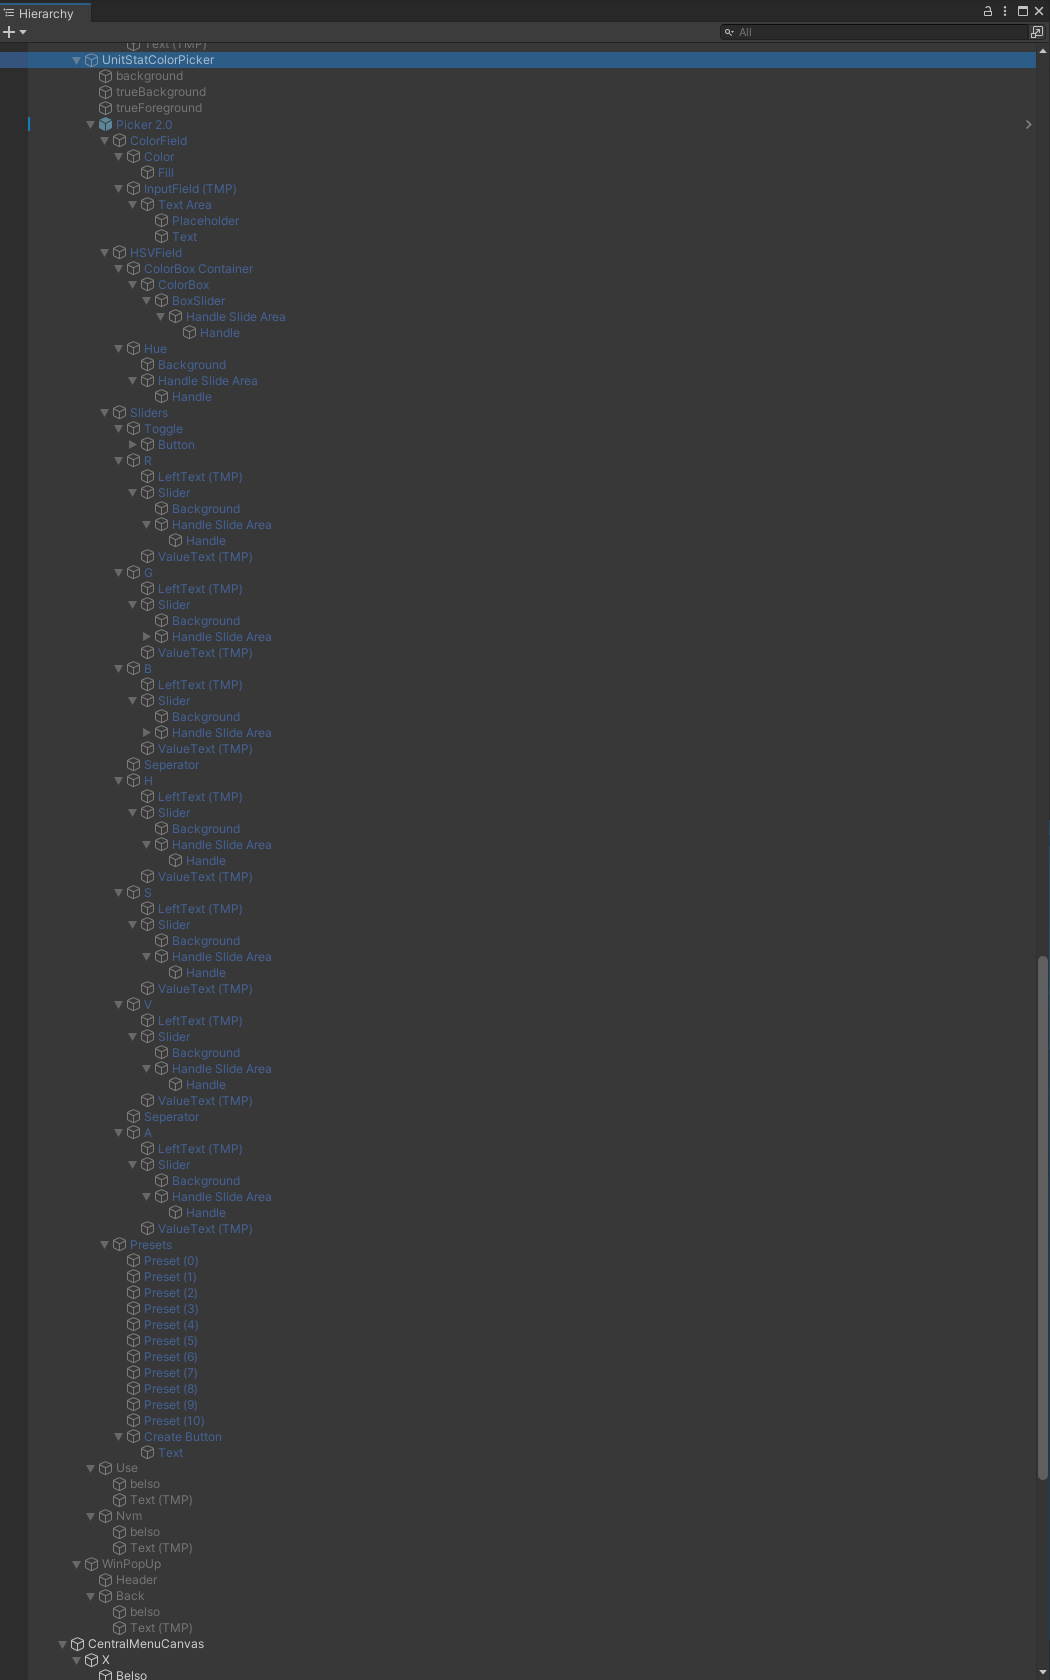 Hierarchy
All
Text (TMP)
UnitStatColorPicker
background
trueBackground
trueForeground
Picker 2.0
ColorField
Color
Fill
InputField (TMP)
Text Area
Placeholder
Text
HSVField
ColorBox Container
ColorBox
BoxSlider
Handle Slide Area
Handle
Hue
Background
Handle Slide Area
Handle
Sliders
Toggle
Button
R
LeftText (TMP)
Slider
Background
Handle Slide Area
Handle
ValueText (TMP)
G
LeftText (TMP)
Slider
Background
Handle Slide Area
ValueText (TMP)
B
LeftText (TMP)
Slider
Background
Handle Slide Area
ValueText (TMP)
Seperator
H
LeftText (TMP)
Slider
Background
Handle Slide Area
Handle
ValueText (TMP)
S
LeftText (TMP)
Slider
Background
Handle Slide Area
Handle
ValueText (TMP)
V
LeftText (TMP)
Slider
Background
Handle Slide Area
Handle
ValueText (TMP)
Seperator
A
LeftText (TMP)
Slider
Background
Handle Slide Area
Handle
ValueText (TMP)
Presets
Preset (0)
Preset (1)
Preset (2)
Preset (3)
Preset (4)
Preset (5)
Preset (6)
Preset (7)
Preset (8)
Preset (9)
Preset (10)
Create Button
Text
Use
belso
Text (TMP)
Nvm
belso
Text (TMP)
WinPopUp
Header
Back
belso
Text (TMP)
CentralMenuCanvas
X
Belso